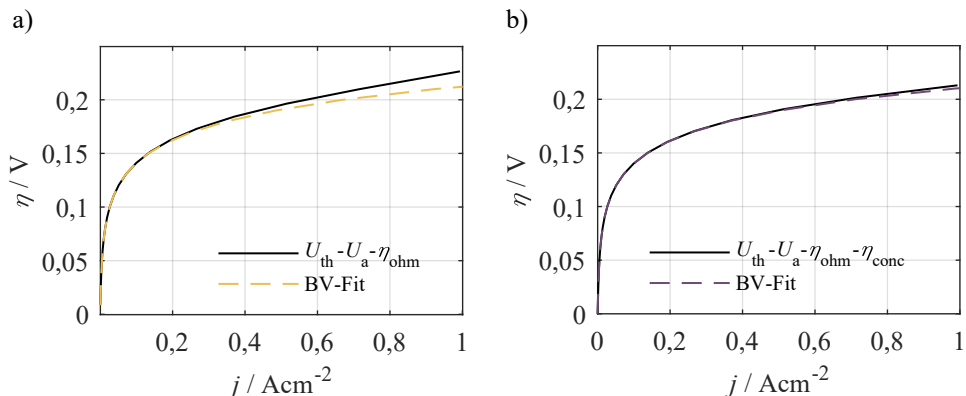 a)
η / V
0,2
0,15
0,1
0,05
0
U_th -U_a-η_ohm
BV-Fit
0,2 0,4 0,6 0,8 1
j / Acm^-2
b)
η / V
0,2
0,15
0,1
0,05
0
U_th -U_a-η_ohm -η_conc
BV-Fit
0 0,2 0,4 0,6 0,8 1
j / Acm^-2